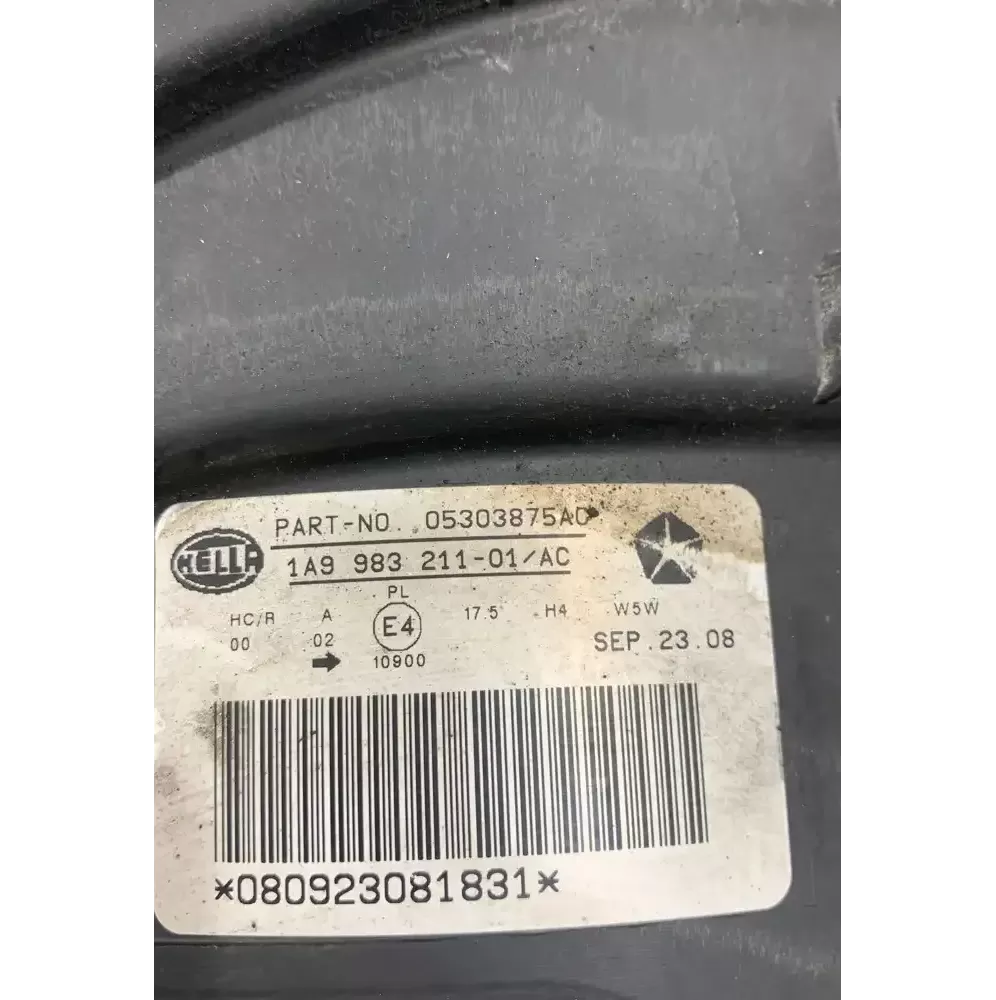 HELLA
PART-NO. 05303875AC
1A9 983 211-01/AC
PL
HC/R A E4 17.5 H4 W5W
00 02 SEP.23.08
10900
*080923081831*